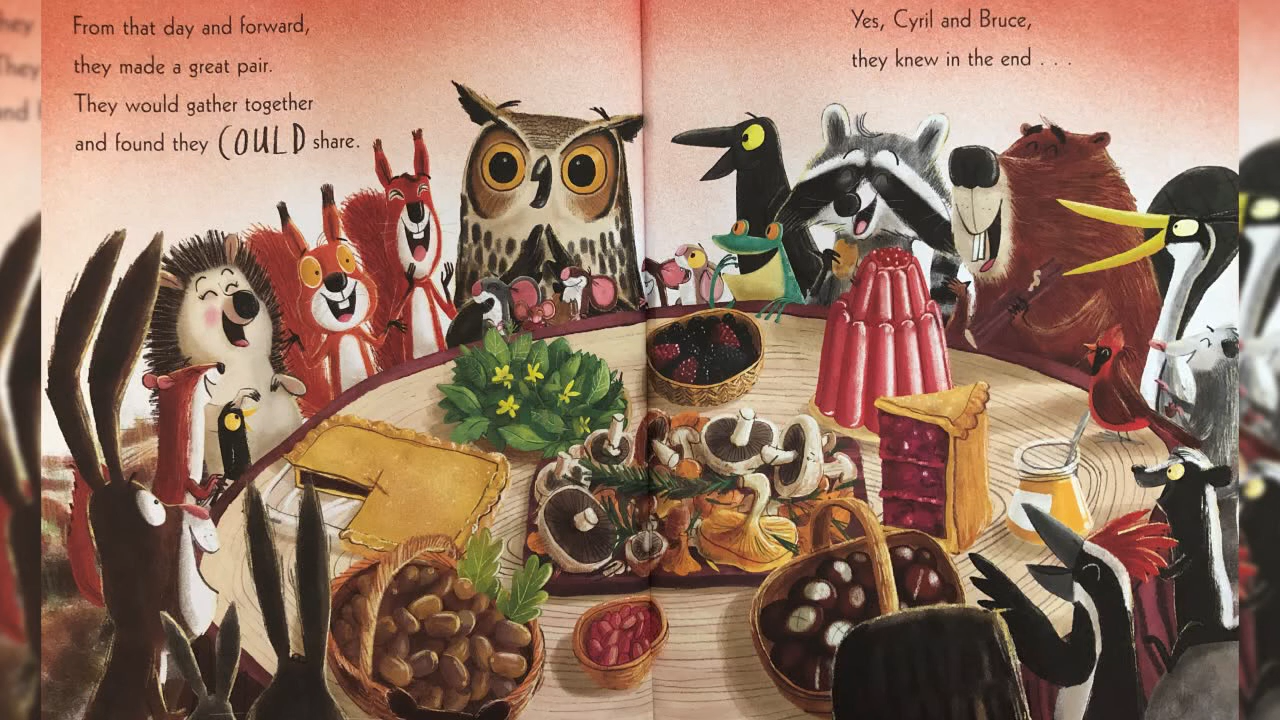 From that day and forward,
they made a great pair.
They would gather together
and found they COULD share.
Yes, Cyril and Bruce,
they knew in the end . . .